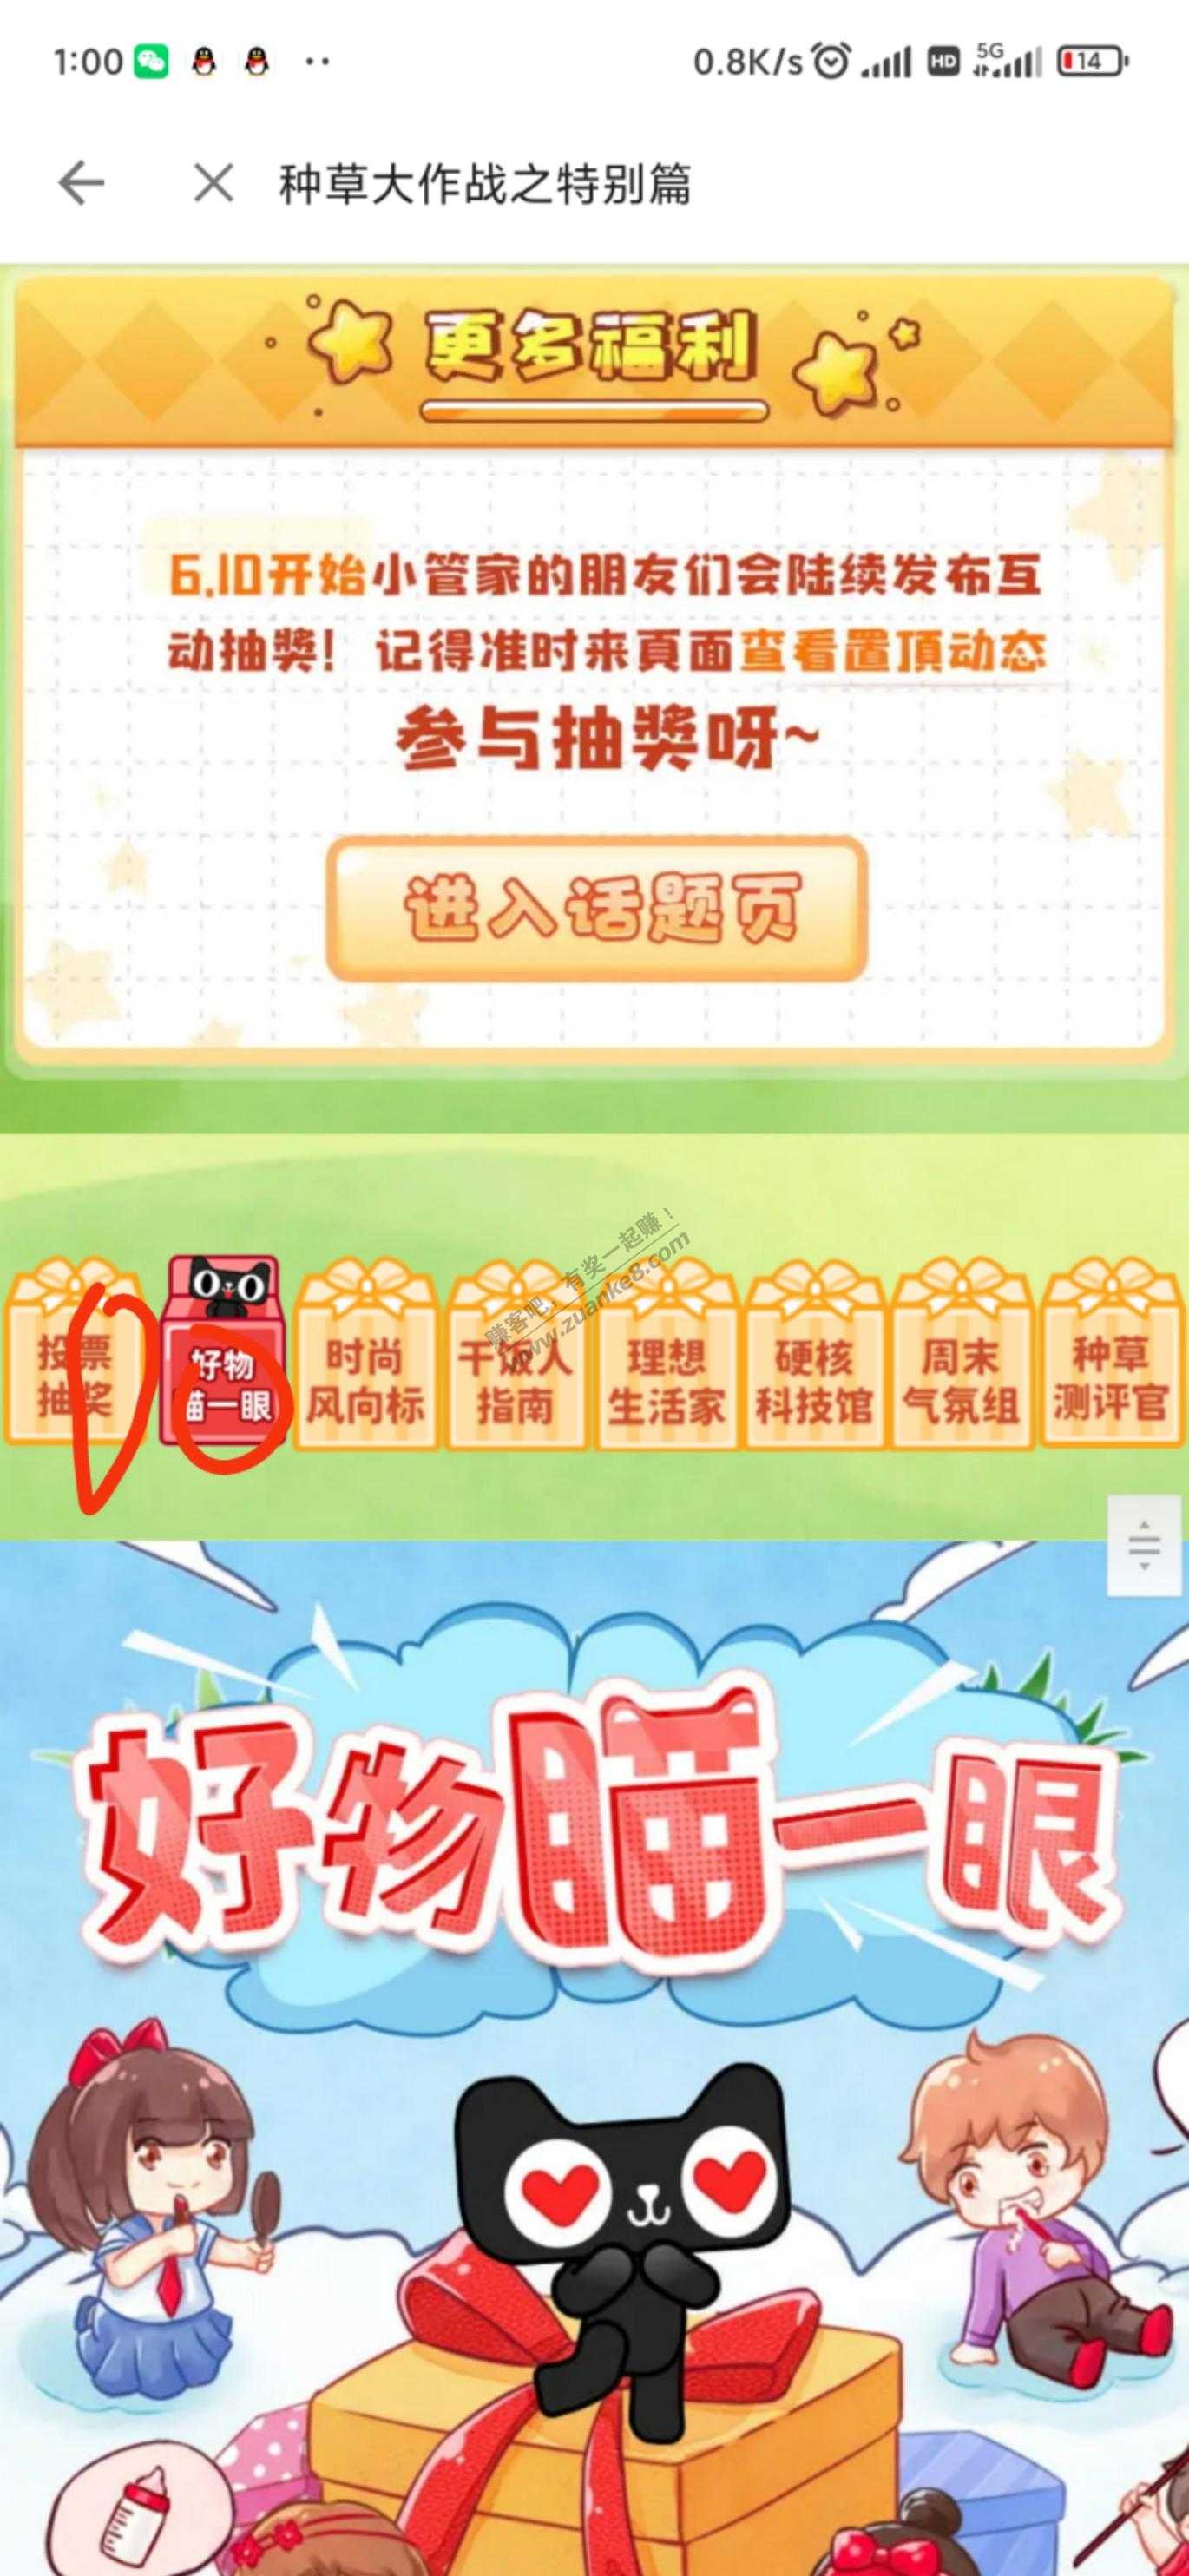 1:00
0.8K/s
HD
5G
14
种草大作战之特别篇
更多福利
6.10开始小管家的朋友们会陆续发布互
动抽獎! 记得准时来頁面查看置頂动态
参与抽奖呀~
进入话题页
投票
抽奖
好物
瞄一眼
时尚
风向标
干饭人
指南
理想
生活家
硬核
科技馆
周末
气氛组
种草
测评官
赚客吧,有奖一起赚!
www.zuanke8.com
好物瞄一眼